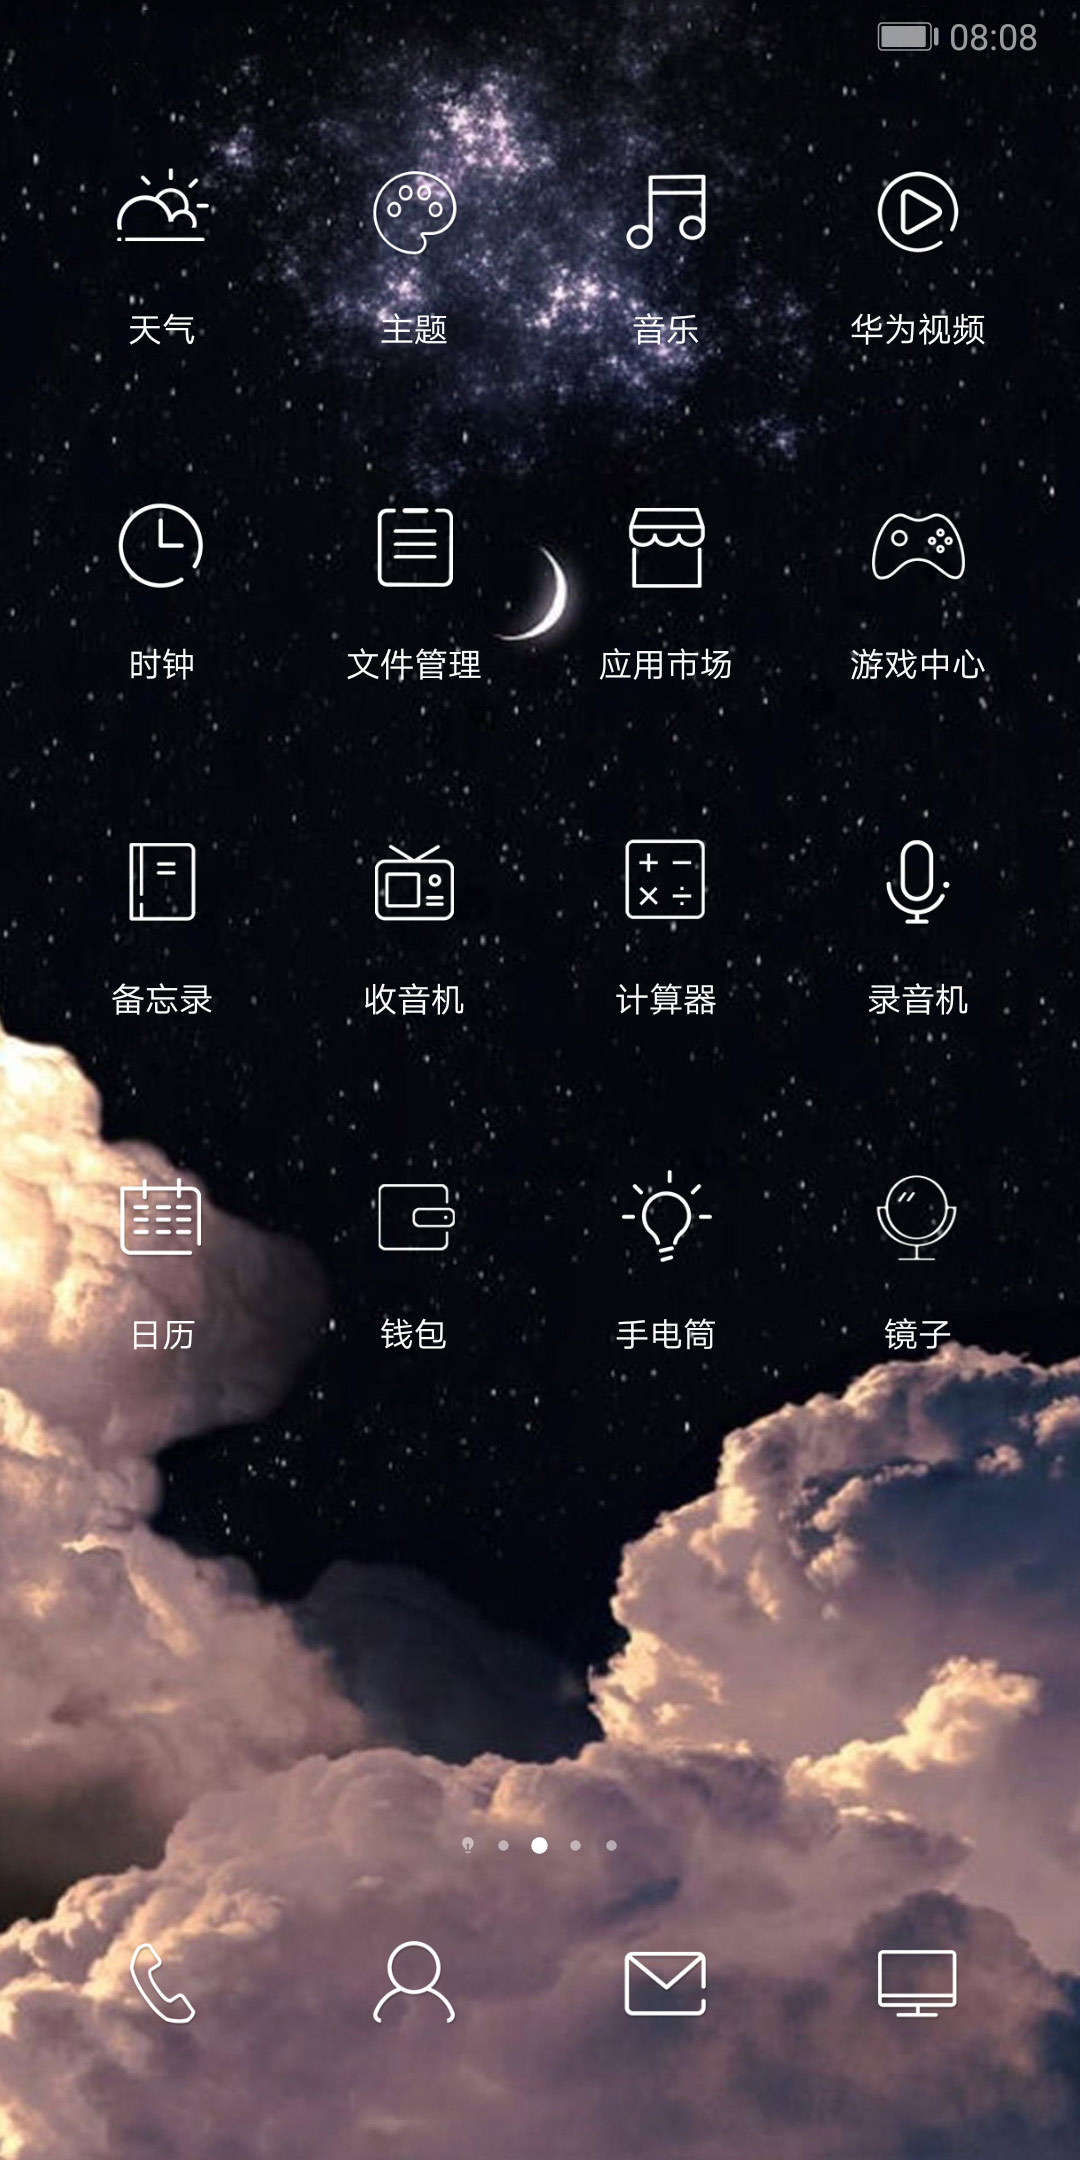 08:08
天气
主题
音乐
华为视频
时钟
文件管理
应用市场
游戏中心
备忘录
收音机
计算器
录音机
日历
钱包
手电筒
镜子